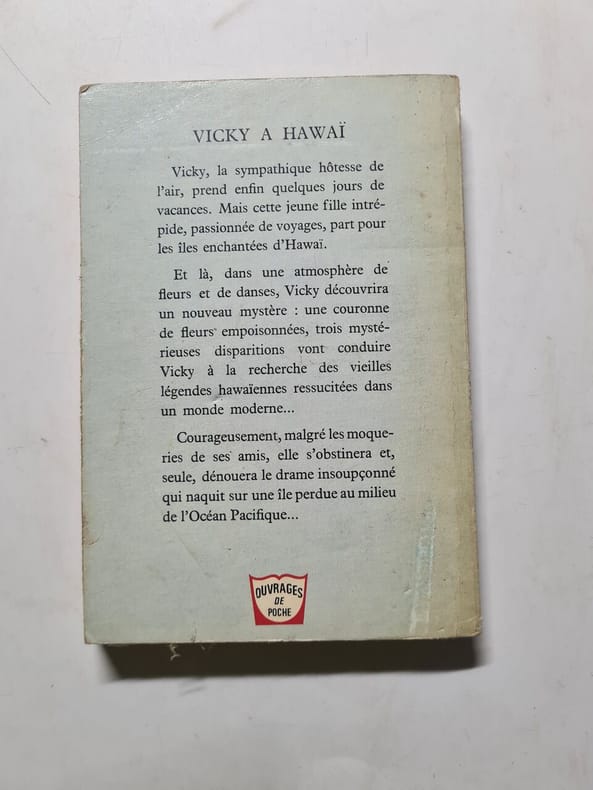 VICKY A HAWAÏ
Vicky, la sympathique hôtesse de
l'air, prend enfin quelques jours de
vacances. Mais cette jeune fille intré-
pide, passionnée de voyages, part pour
les îles enchantées d'Hawaï.
Et là, dans une atmosphère de
fleurs et de danses, Vicky découvrira
un nouveau mystère : une couronne
de fleurs empoisonnées, trois mysté-
rieuses disparitions vont conduire
Vicky à la recherche des vieilles
légendes hawaïennes ressucitées dans
un monde moderne...
Courageusement, malgré les moque-
ries de ses amis, elle s'obstinera et,
seule, dénouera le drame insoupçonné
qui naquit sur une île perdue au milieu
de l'Océan Pacifique...
OUVRAGES
DE
POCHE